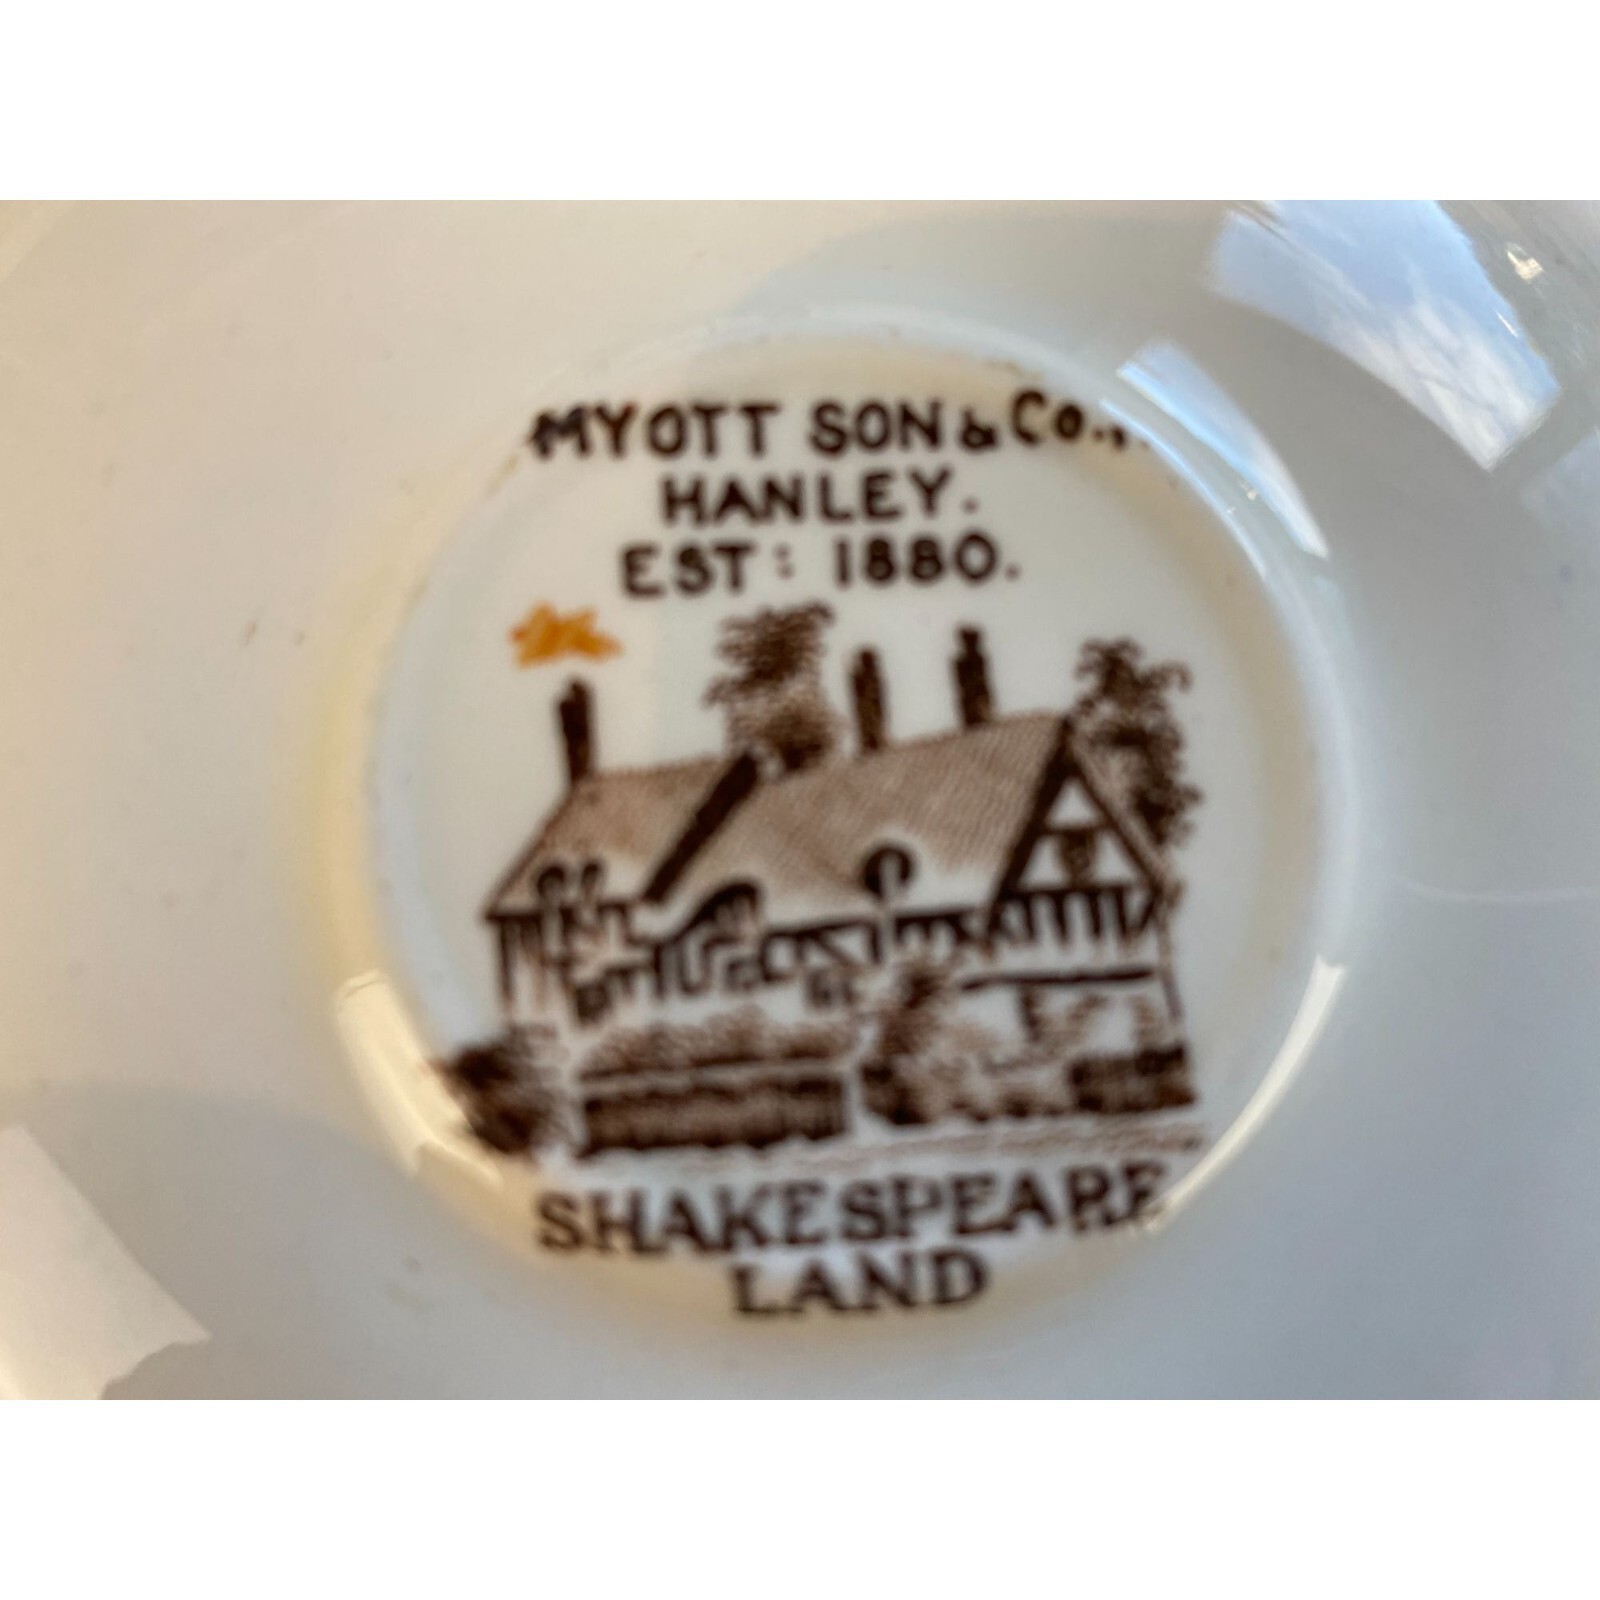 MYOTT SON & Co.,
HANLEY.
EST: 1880.
SHAKESPEARE
LAND